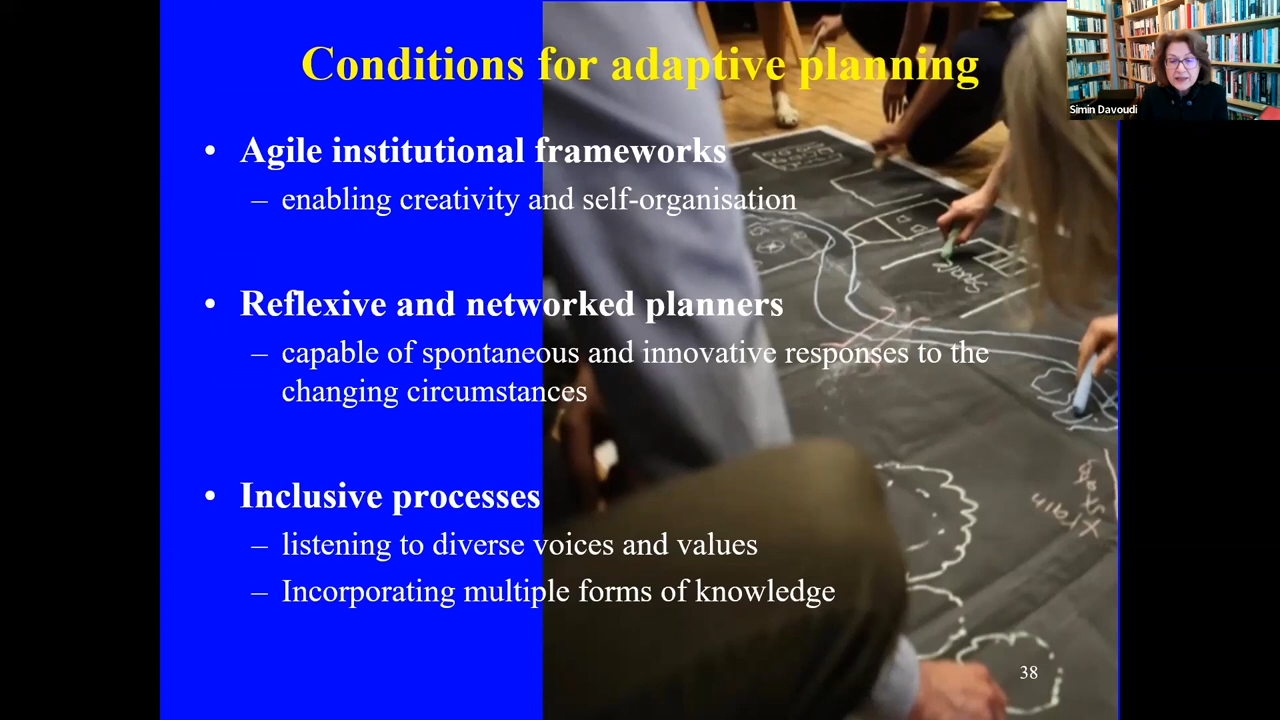 Conditions for adaptive planning
Simin Davoudi
• Agile institutional frameworks
– enabling creativity and self-organisation
• Reflexive and networked planners
– capable of spontaneous and innovative responses to the
changing circumstances
• Inclusive processes
– listening to diverse voices and values
– Incorporating multiple forms of knowledge
38